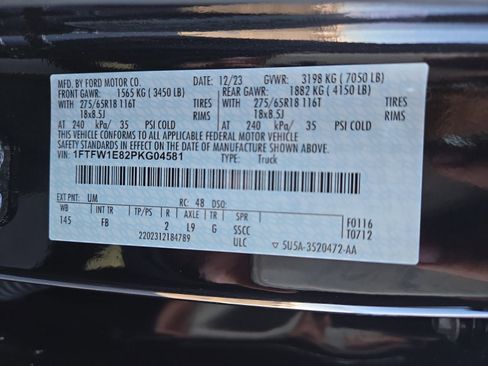 MFD. BY FORD MOTOR CO. DATE: 12/23 GVWR: 3198 KG ( 7050 LB)
FRONT GAWR: 1565 KG ( 3450 LB) REAR GAWR: 1882 KG ( 4150 LB)
WITH 275/65R18 116T TIRES WITH 275/65R18 116T TIRES
18x8.5J RIMS 18x8.5J RIMS
AT 240 kPa/ 35 PSI COLD AT 240 kPa/ 35 PSI COLD
THIS VEHICLE CONFORMS TO ALL APPLICABLE FEDERAL MOTOR VEHICLE
SAFETY STANDARDS IN EFFECT ON THE DATE OF MANUFACTURE SHOWN ABOVE.
VIN: 1FTFW1E82PKG04581 TYPE: Truck
EXT PNT: UM RC: 48 DSO:
WB INT TR TP/PS R AXLE TR SPR F0116
145 FB 2 L9 G SSCC T0712
2202312184789 ULC ▽ 5U5A-3520472-AA